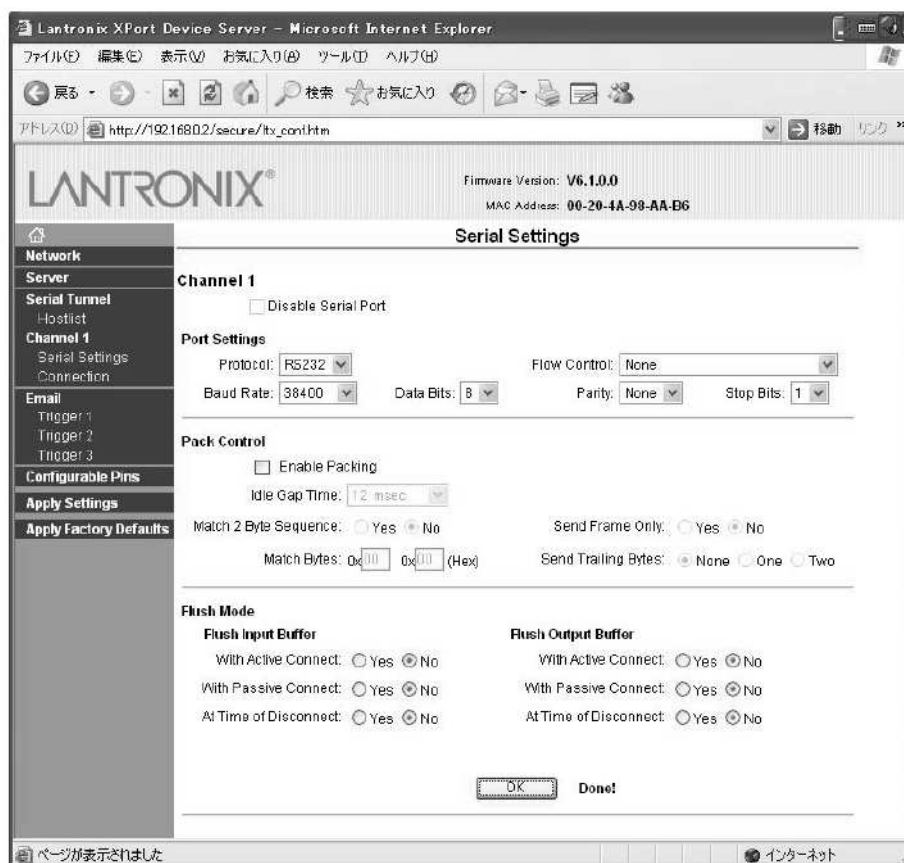 Lantronix XPort Device Server - Microsoft Internet Explorer
ファイル(F) 編集(E) 表示(V) お気に入り(A) ツール(T) ヘルプ(H)
戻る 検索 お気に入り
アドレス(D) http://192.168.0.2/secure/ltx_conf.htm 移動 リンク »
LANTRONIX®
Firmware Version: V6.1.0.0
MAC Address: 00-20-4A-98-AA-B6
Network
Server
Serial Tunnel
Hostlist
Channel 1
Serial Settings
Connection
Email
Trigger 1
Trigger 2
Trigger 3
Configurable Pins
Apply Settings
Apply Factory Defaults
Serial Settings
Channel 1
Disable Serial Port
Port Settings
Protocol: RS232 Flow Control: None
Baud Rate: 38400 Data Bits: 8 Parity: None Stop Bits: 1
Pack Control
Enable Packing
Idle Gap Time: 12 msec
Match 2 Byte Sequence: Yes No Send Frame Only: Yes No
Match Bytes: 0x00 0x00 (Hex) Send Trailing Bytes: None One Two
Flush Mode
Flush Input Buffer Flush Output Buffer
With Active Connect: Yes No With Active Connect: Yes No
With Passive Connect: Yes No With Passive Connect: Yes No
At Time of Disconnect: Yes No At Time of Disconnect: Yes No
OK Done!
ページが表示されました インターネット